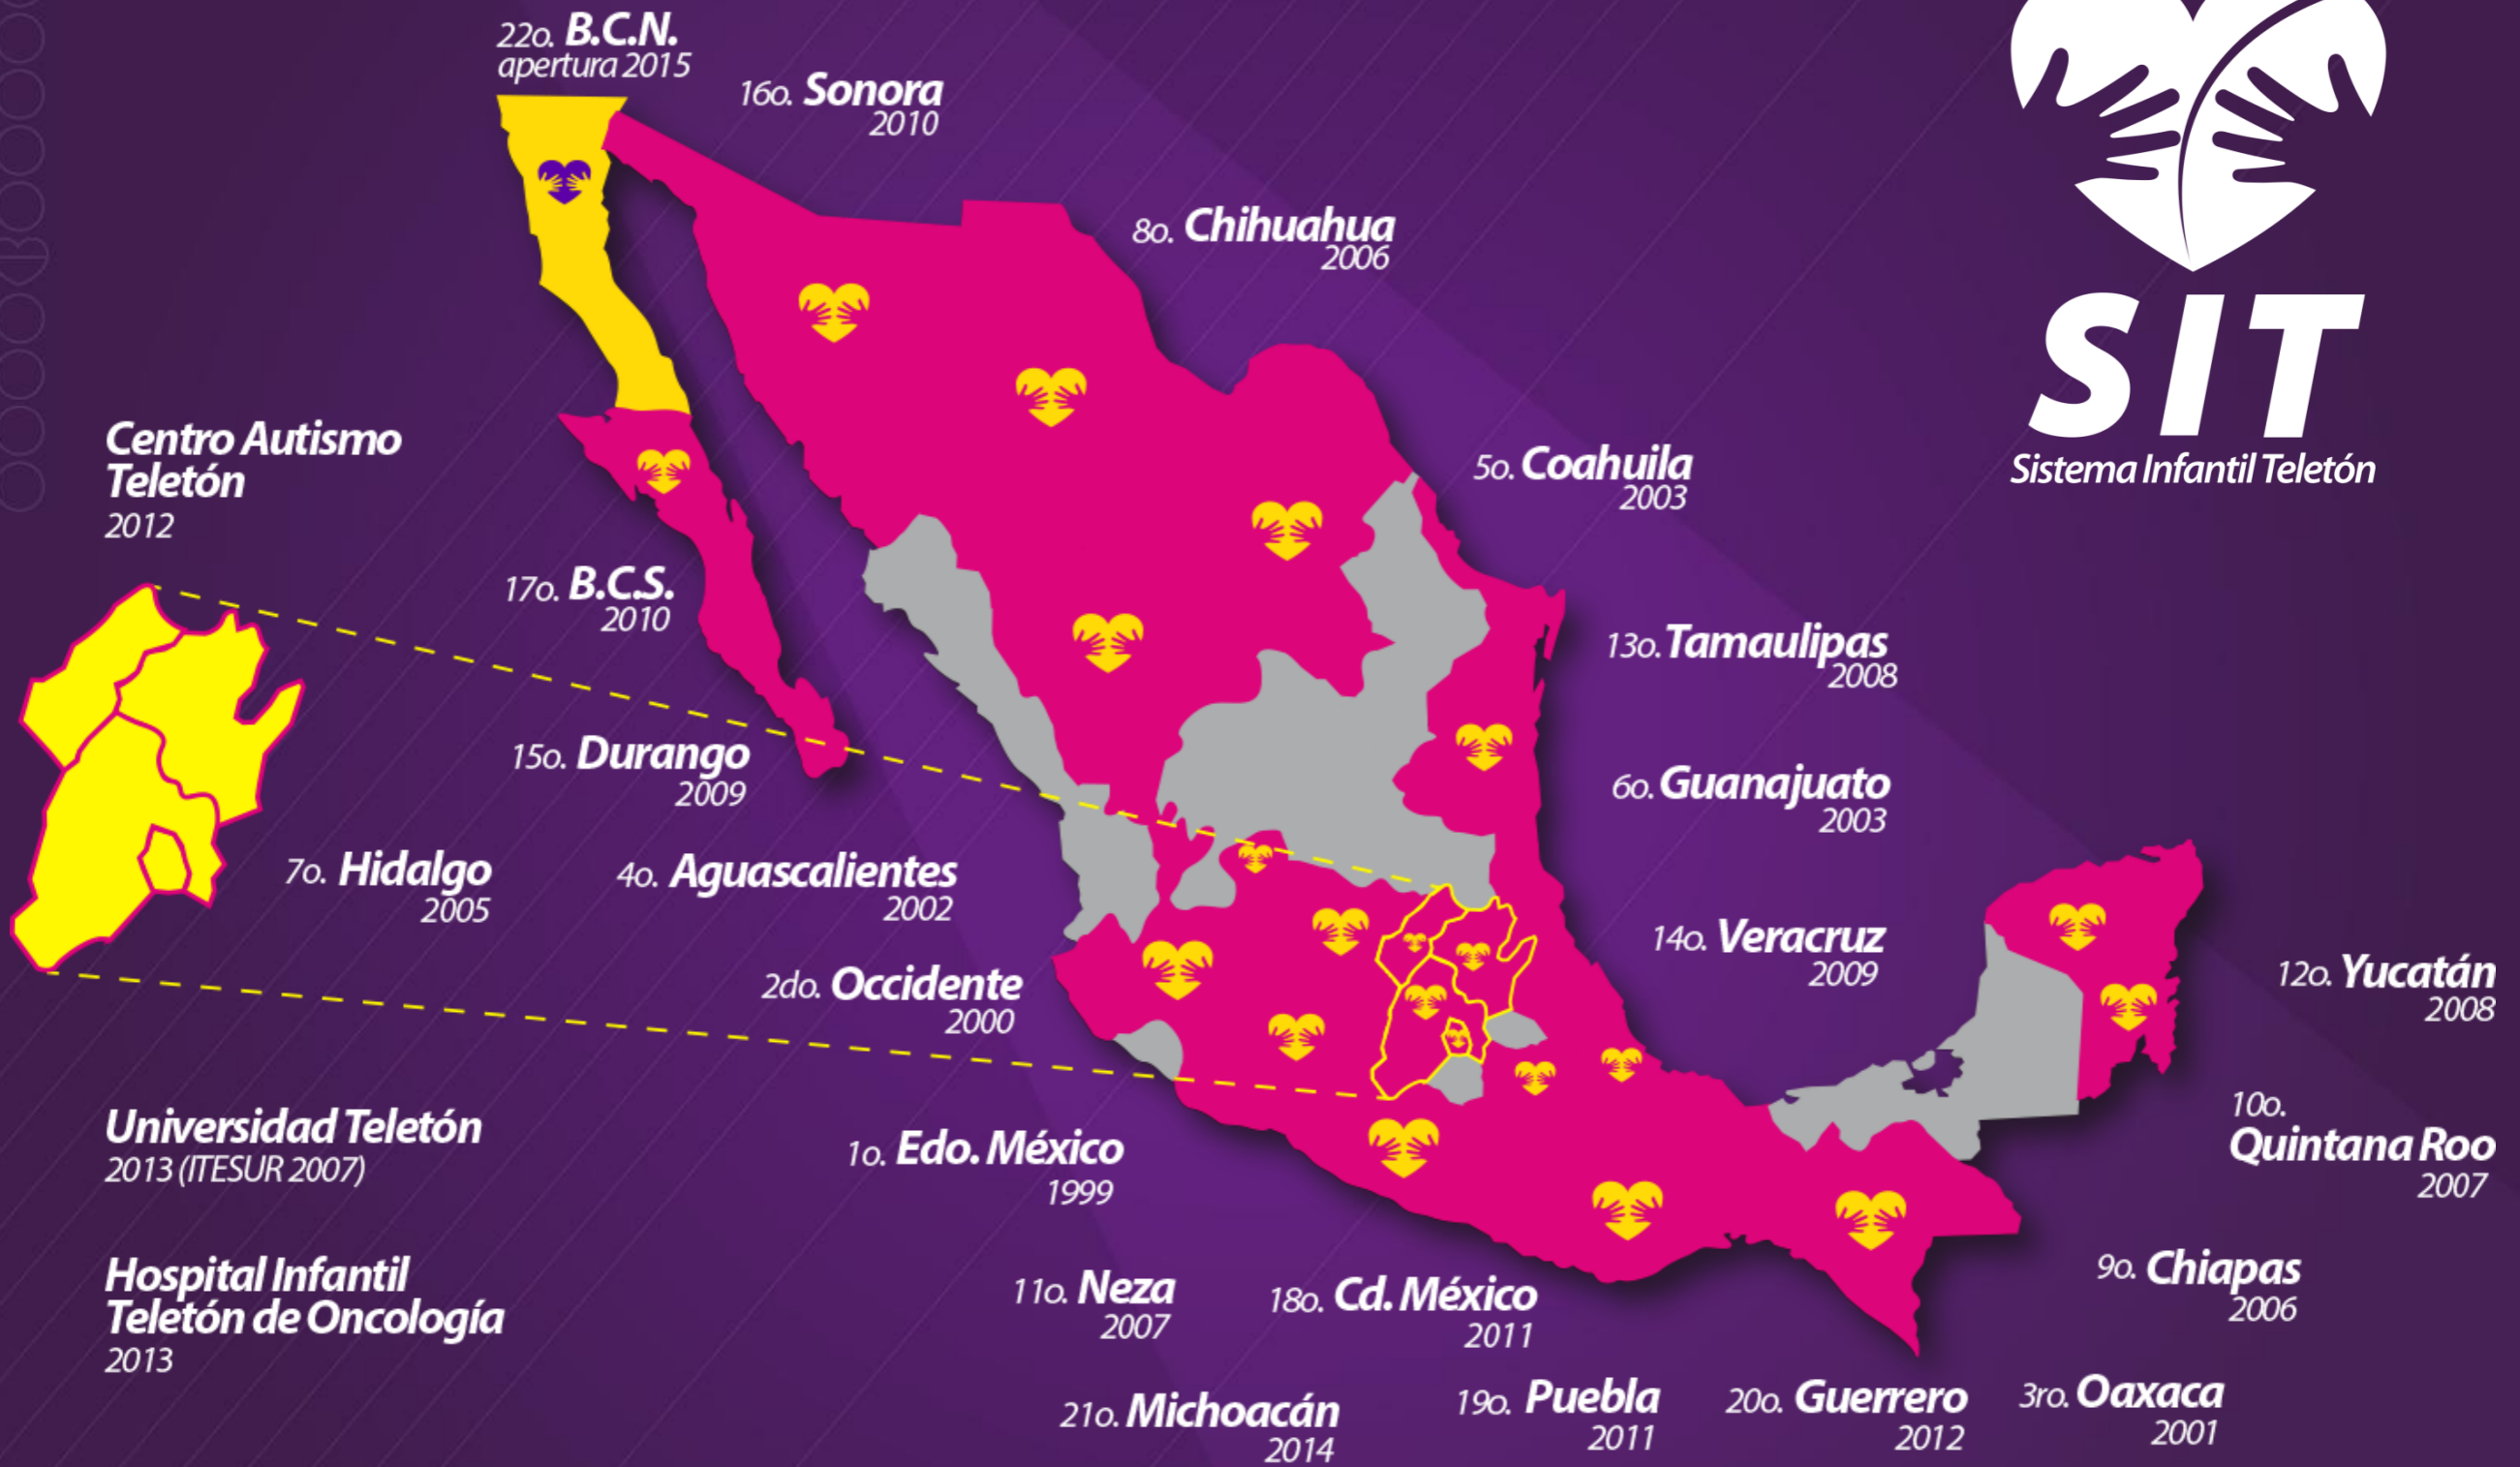 22o. B.C.N.
apertura 2015
16o. Sonora
2010
8o. Chihuahua
2006
SIT
Sistema Infantil Teletón
Centro Autismo
Teletón
2012
5o. Coahuila
2003
17o. B.C.S.
2010
13o. Tamaulipas
2008
15o. Durango
2009
6o. Guanajuato
2003
7o. Hidalgo
2005
4o. Aguascalientes
2002
14o. Veracruz
2009
2do. Occidente
2000
12o. Yucatán
2008
Universidad Teletón
2013 (ITESUR 2007)
1o. Edo. México
1999
10o.
Quintana Roo
2007
Hospital Infantil
Teletón de Oncología
2013
11o. Neza
2007
18o. Cd. México
2011
9o. Chiapas
2006
21o. Michoacán
2014
19o. Puebla
2011
20o. Guerrero
2012
3ro. Oaxaca
2001